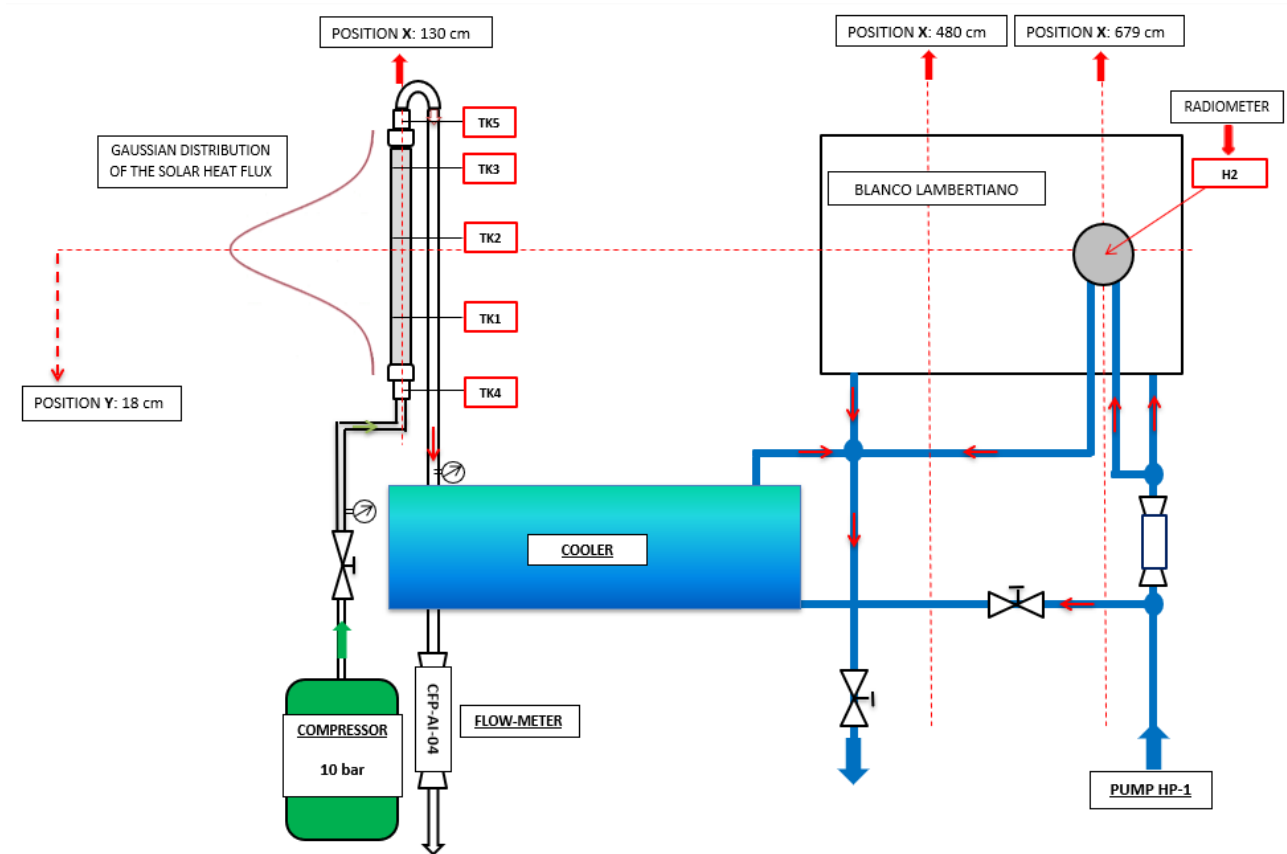 POSITION X: 130 cm
POSITION X: 480 cm
POSITION X: 679 cm
RADIOMETER
TK5
GAUSSIAN DISTRIBUTION
OF THE SOLAR HEAT FLUX
TK3
H2
BLANCO LAMBERTIANO
TK2
TK1
TK4
POSITION Y: 18 cm
COOLER
CFP-AI-04
FLOW-METER
COMPRESSOR
10 bar
PUMP HP-1